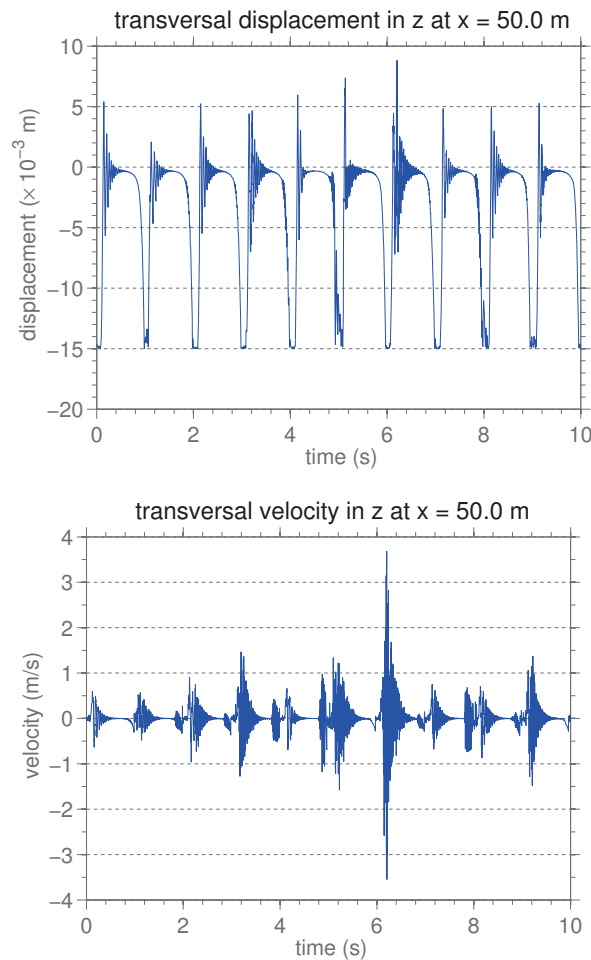 transversal displacement in z at x = 50.0 m
10
5
0
−5
−10
−15
−20
displacement (× 10⁻³ m)
0 2 4 6 8 10
time (s)
transversal velocity in z at x = 50.0 m
4
3
2
1
0
−1
−2
−3
−4
velocity (m/s)
0 2 4 6 8 10
time (s)